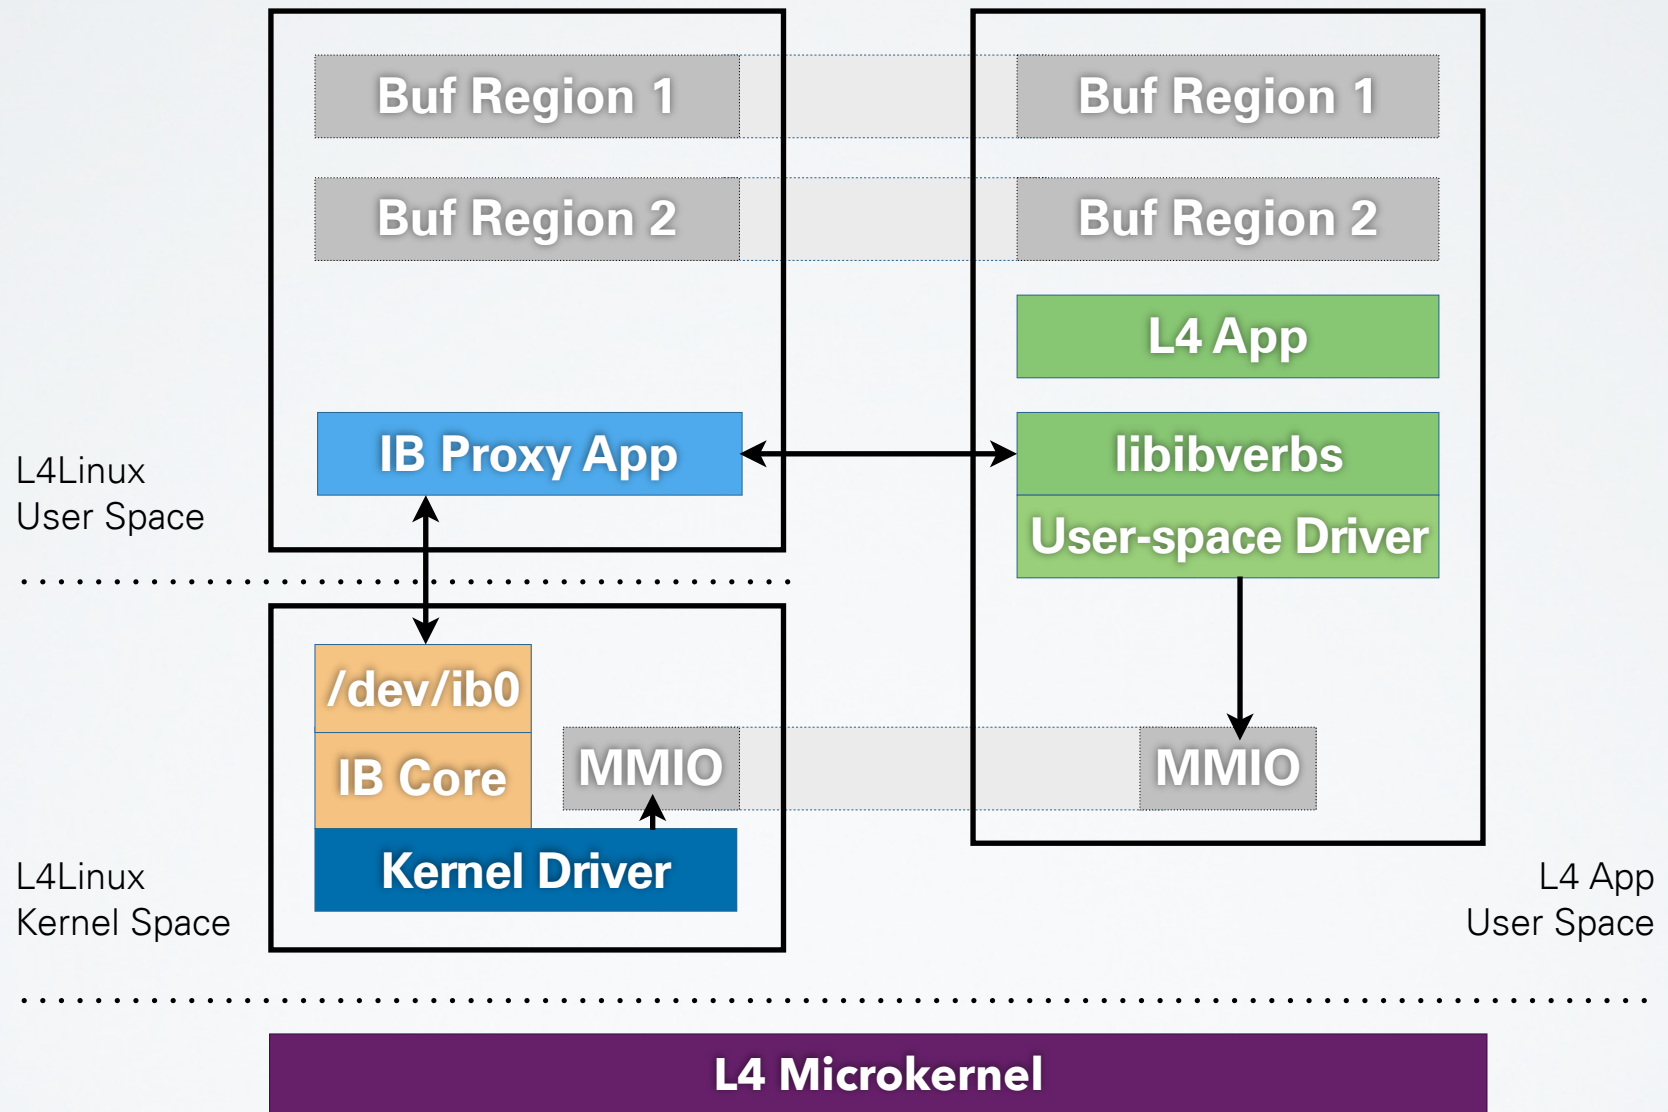 Buf Region 1
Buf Region 1
Buf Region 2
Buf Region 2
L4 App
IB Proxy App
libibverbs
L4Linux
User Space
User-space Driver
/dev/ib0
IB Core
MMIO
MMIO
Kernel Driver
L4Linux
Kernel Space
L4 App
User Space
L4 Microkernel